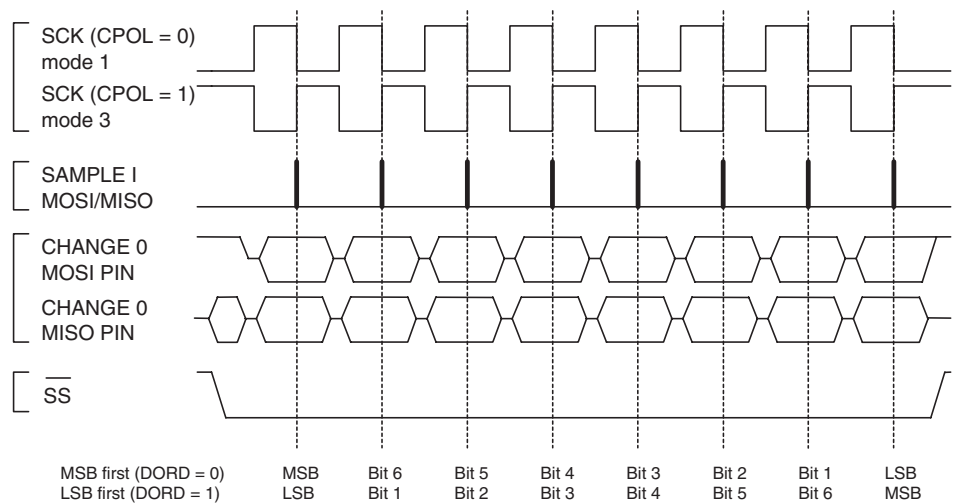 SCK (CPOL = 0)
mode 1
SCK (CPOL = 1)
mode 3
SAMPLE I
MOSI/MISO
CHANGE 0
MOSI PIN
CHANGE 0
MISO PIN
SS
MSB first (DORD = 0) MSB Bit 6 Bit 5 Bit 4 Bit 3 Bit 2 Bit 1 LSB
LSB first (DORD = 1) LSB Bit 1 Bit 2 Bit 3 Bit 4 Bit 5 Bit 6 MSB